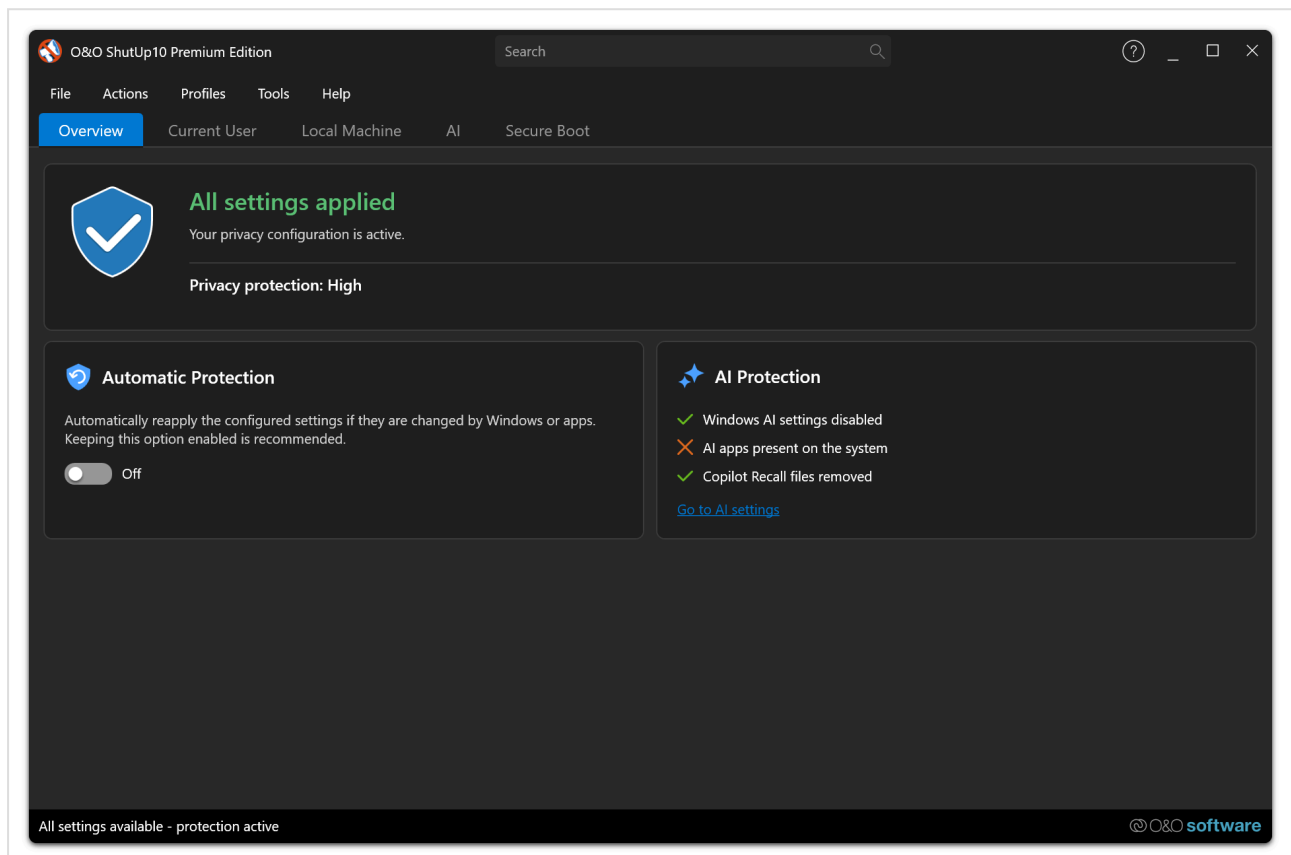 O&O ShutUp10 Premium Edition
Search
File Actions Profiles Tools Help
Overview Current User Local Machine AI Secure Boot
All settings applied
Your privacy configuration is active.
Privacy protection: High
Automatic Protection
Automatically reapply the configured settings if they are changed by Windows or apps.
Keeping this option enabled is recommended.
Off
AI Protection
Windows AI settings disabled
AI apps present on the system
Copilot Recall files removed
Go to AI settings
All settings available - protection active
O&O software